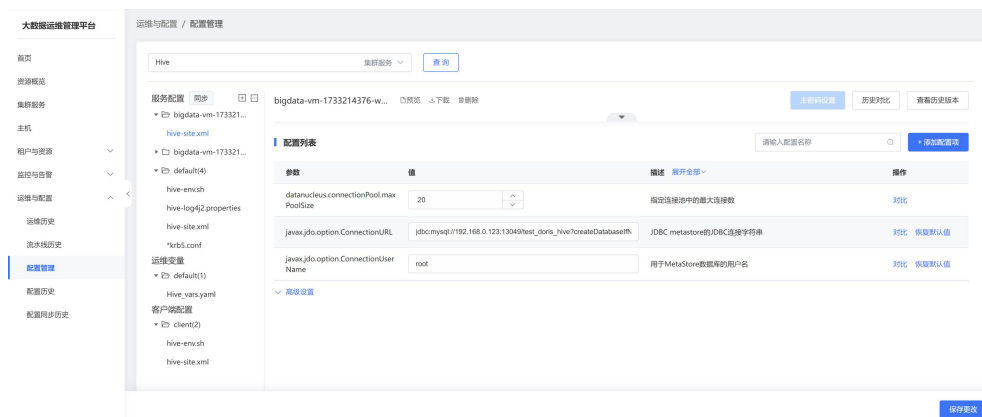 大数据运维管理平台
运维与配置 / 配置管理
首页
资源概览
集群服务
主机
租户与资源
监控与告警
运维与配置
运维历史
流水线历史
配置管理
配置历史
配置同步历史
Hive 集群服务 查 询
服务配置 同步
bigdata-vm-173321...
hive-site.xml
bigdata-vm-173321...
default(4)
hive-env.sh
hive-log4j2.properties
hive-site.xml
*krb5.conf
运维变量
default(1)
Hive_vars.yaml
客户端配置
client(2)
hive-env.sh
hive-site.xml
bigdata-vm-1733214376-w... 预览 下载 删除 主密码设置 历史对比 查看历史版本
配置列表 请输入配置名称 + 添加配置项
参数 值 描述 展开全部 操作
datanucleus.connectionPool.max
PoolSize 20 指定连接池中的最大连接数 对比
javax.jdo.option.ConnectionURL jdbc:mysql://192.168.0.123:13049/test_doris_hive?createDatabaseIfN JDBC metastore的JDBC连接字符串 对比 恢复默认值
javax.jdo.option.ConnectionUser
Name root 用于MetaStore数据库的用户名 对比 恢复默认值
高级设置
保存更改